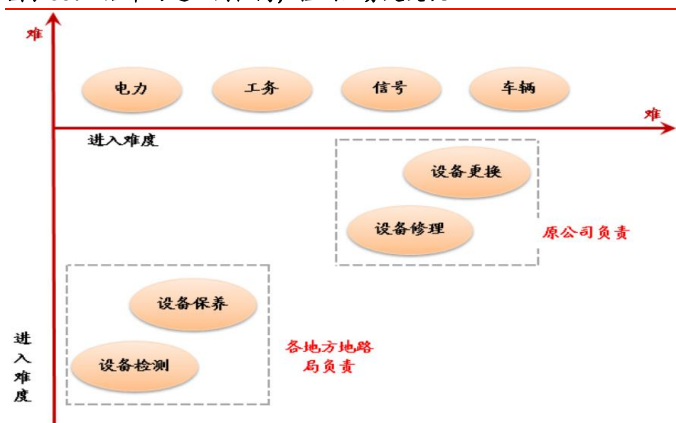 难
电力
工务
信号
车辆
难
进入难度
设备更换
设备修理
原公司负责
设备保养
设备检测
各地方地路
局负责
进
入
难
度